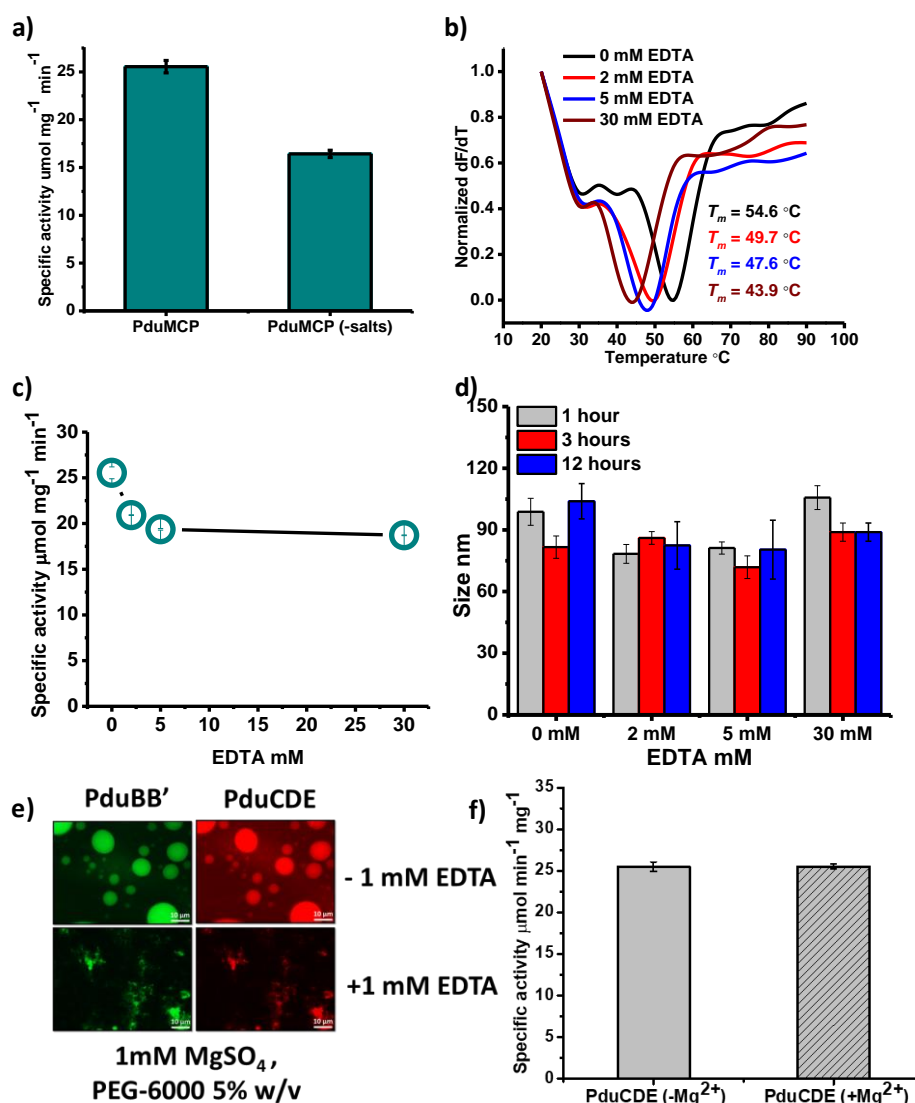 a)
Specific activity umol mg⁻¹ min⁻¹
25
20
15
10
5
0
PduMCP
PduMCP (-salts)
b)
0 mM EDTA
2 mM EDTA
5 mM EDTA
30 mM EDTA
Normalized dF/dT
1.0
0.8
0.6
0.4
0.2
0.0
Tm = 54.6 °C
Tm = 49.7 °C
Tm = 47.6 °C
Tm = 43.9 °C
10 20 30 40 50 60 70 80 90 100
Temperature °C
c)
Specific activity μmol mg⁻¹ min⁻¹
30
25
20
15
10
5
0
0 5 10 15 20 25 30
EDTA mM
d)
1 hour
3 hours
12 hours
Size nm
150
120
90
60
30
0
0 mM 2 mM 5 mM 30 mM
EDTA mM
e)
PduBB' PduCDE
- 1 mM EDTA
10 μm 10 μm
+1 mM EDTA
10 μm 10 μm
1mM MgSO₄ ,
PEG-6000 5% w/v
f)
Specific activity μmol min⁻¹ mg⁻¹
35
30
25
20
15
10
5
0
PduCDE (-Mg²⁺) PduCDE (+Mg²⁺)